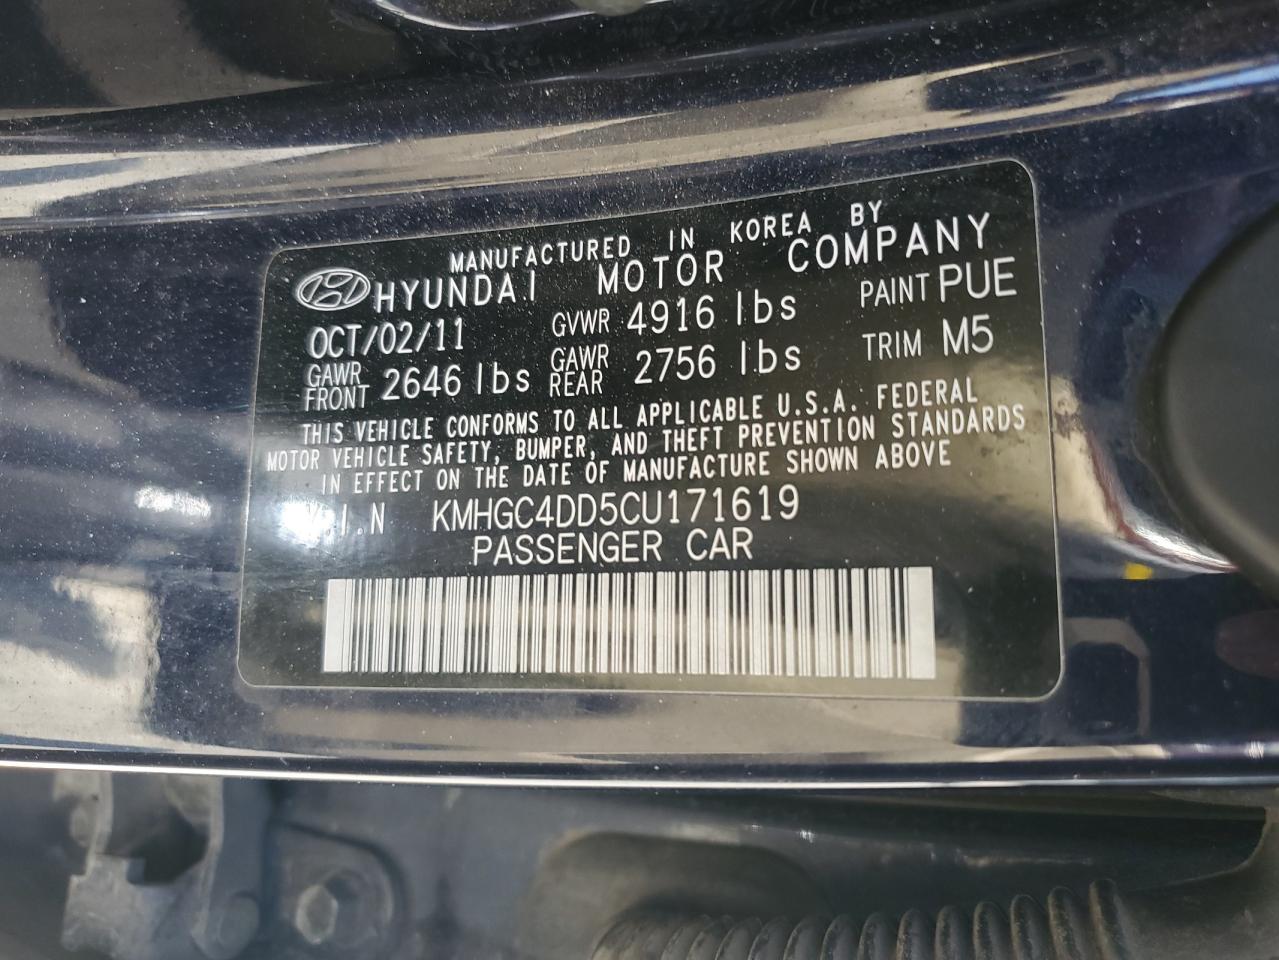 MANUFACTURED IN KOREA BY
HYUNDAI MOTOR COMPANY
OCT/02/11 GVWR 4916 lbs PAINT PUE
GAWR FRONT 2646 lbs GAWR REAR 2756 lbs TRIM M5
THIS VEHICLE CONFORMS TO ALL APPLICABLE U.S.A. FEDERAL
MOTOR VEHICLE SAFETY, BUMPER, AND THEFT PREVENTION STANDARDS
IN EFFECT ON THE DATE OF MANUFACTURE SHOWN ABOVE
V.I.N KMHGC4DD5CU171619
PASSENGER CAR